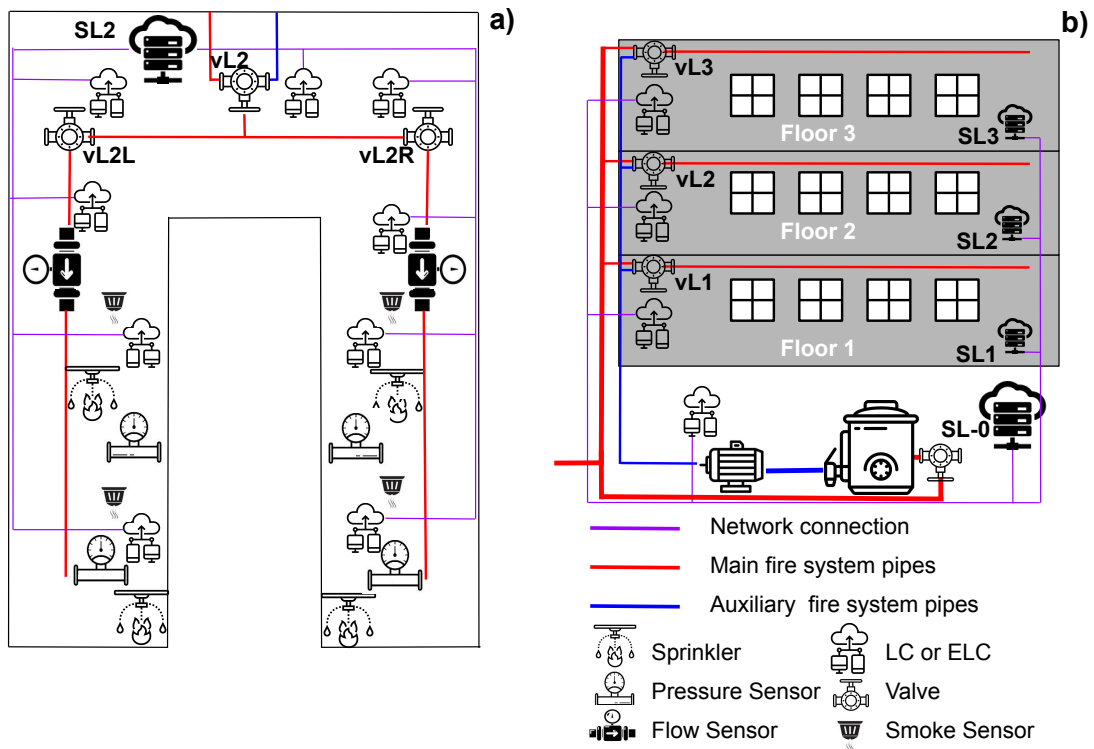 a)
SL2
vL2
vL2L
vL2R
b)
vL3
Floor 3
SL3
vL2
Floor 2
SL2
vL1
Floor 1
SL1
SL-0
Network connection
Main fire system pipes
Auxiliary fire system pipes
Sprinkler
LC or ELC
Pressure Sensor
Valve
Flow Sensor
Smoke Sensor